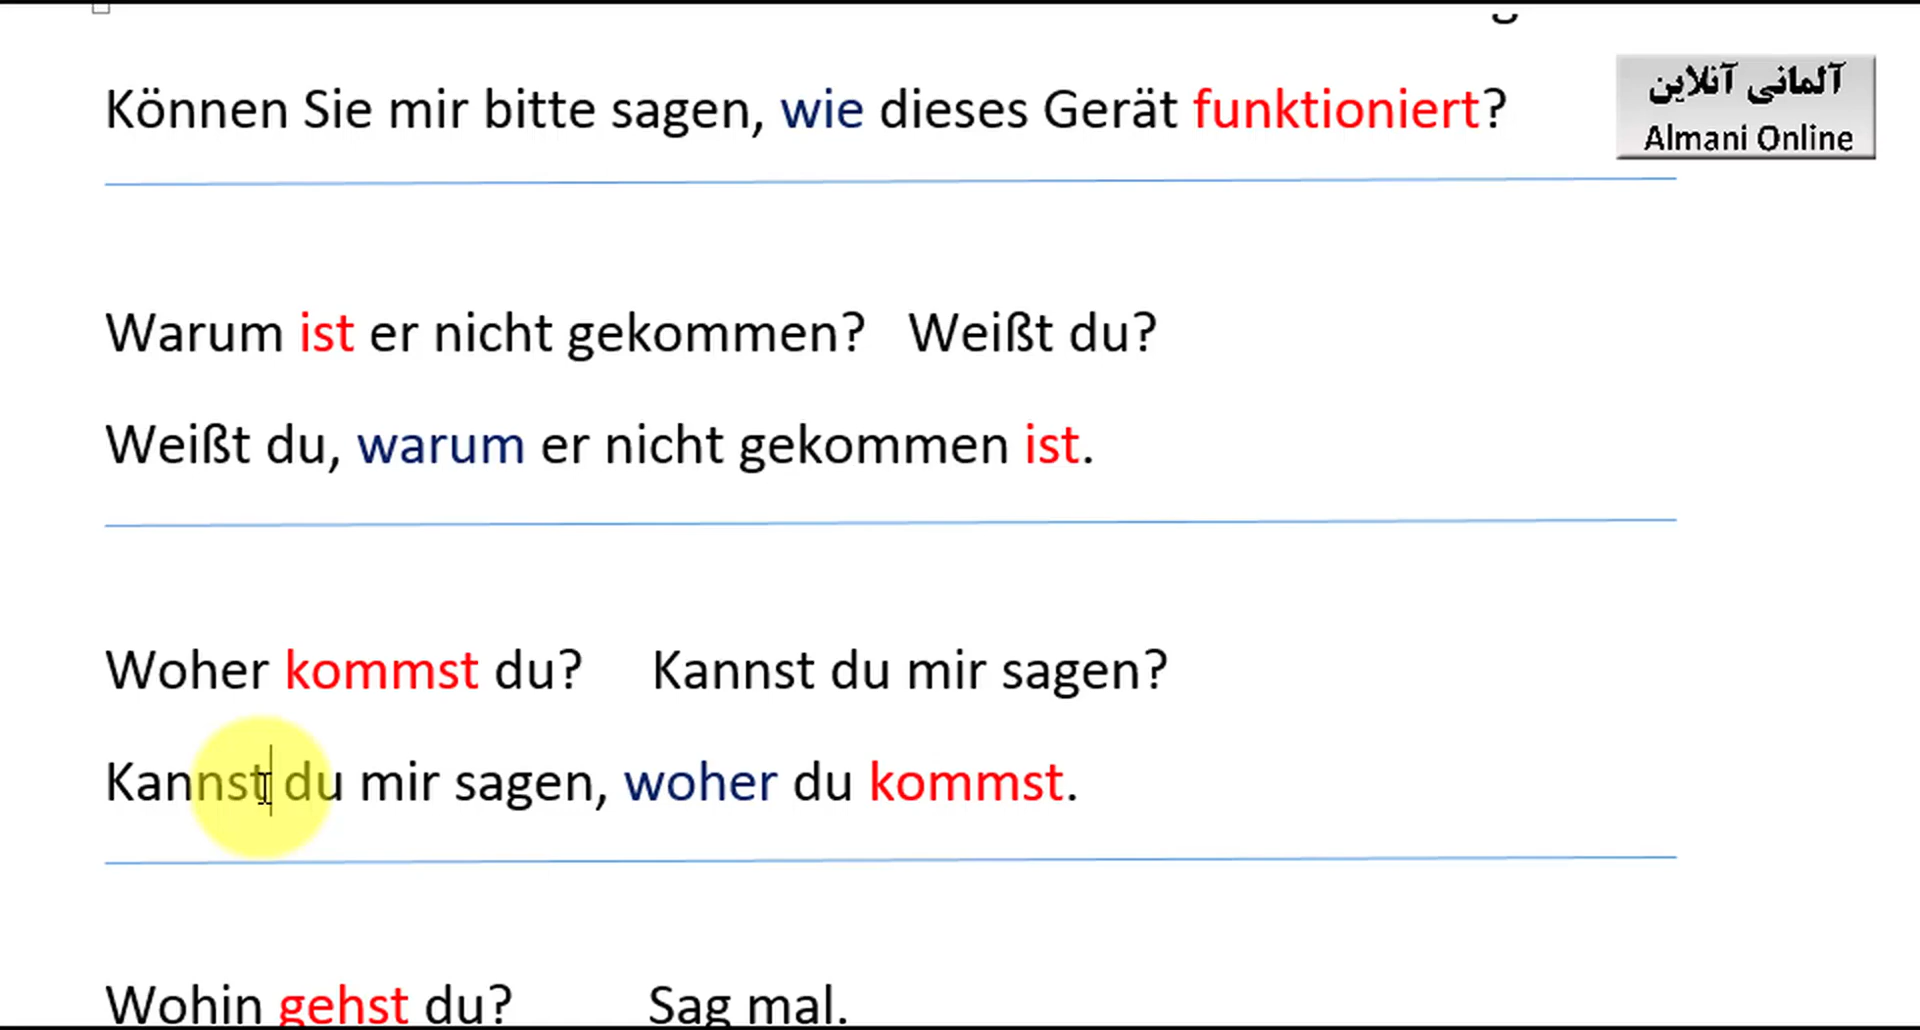 Können Sie mir bitte sagen, wie dieses Gerät funktioniert?
آلمانی آنلاین
Almani Online
Warum ist er nicht gekommen? Weißt du?
Weißt du, warum er nicht gekommen ist.
Woher kommst du? Kannst du mir sagen?
Kannst du mir sagen, woher du kommst.
Wohin gehst du? Sag mal.